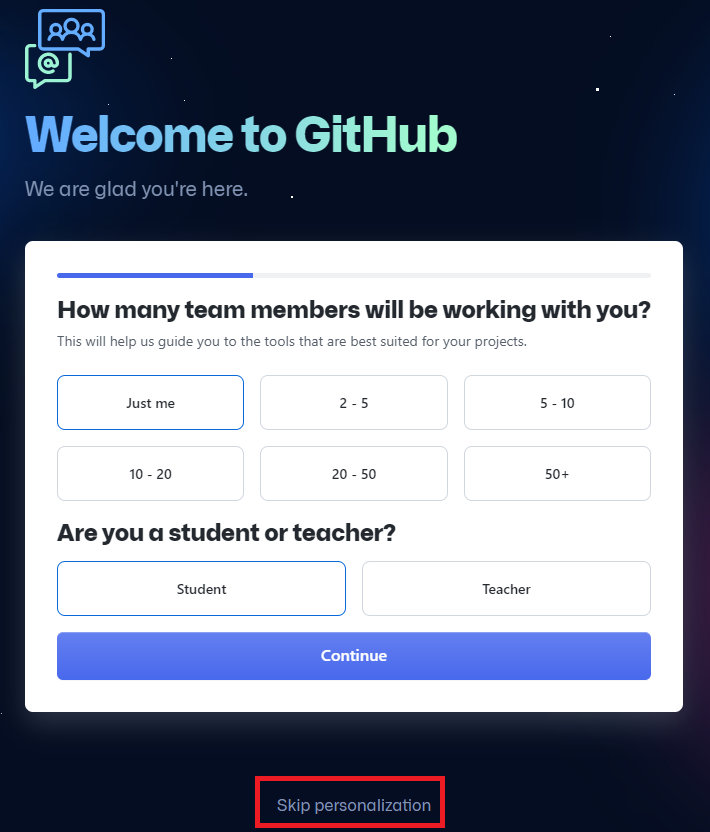 Welcome to GitHub
We are glad you're here.
How many team members will be working with you?
This will help us guide you to the tools that are best suited for your projects.
Just me
2 - 5
5 - 10
10 - 20
20 - 50
50+
Are you a student or teacher?
Student
Teacher
Continue
Skip personalization